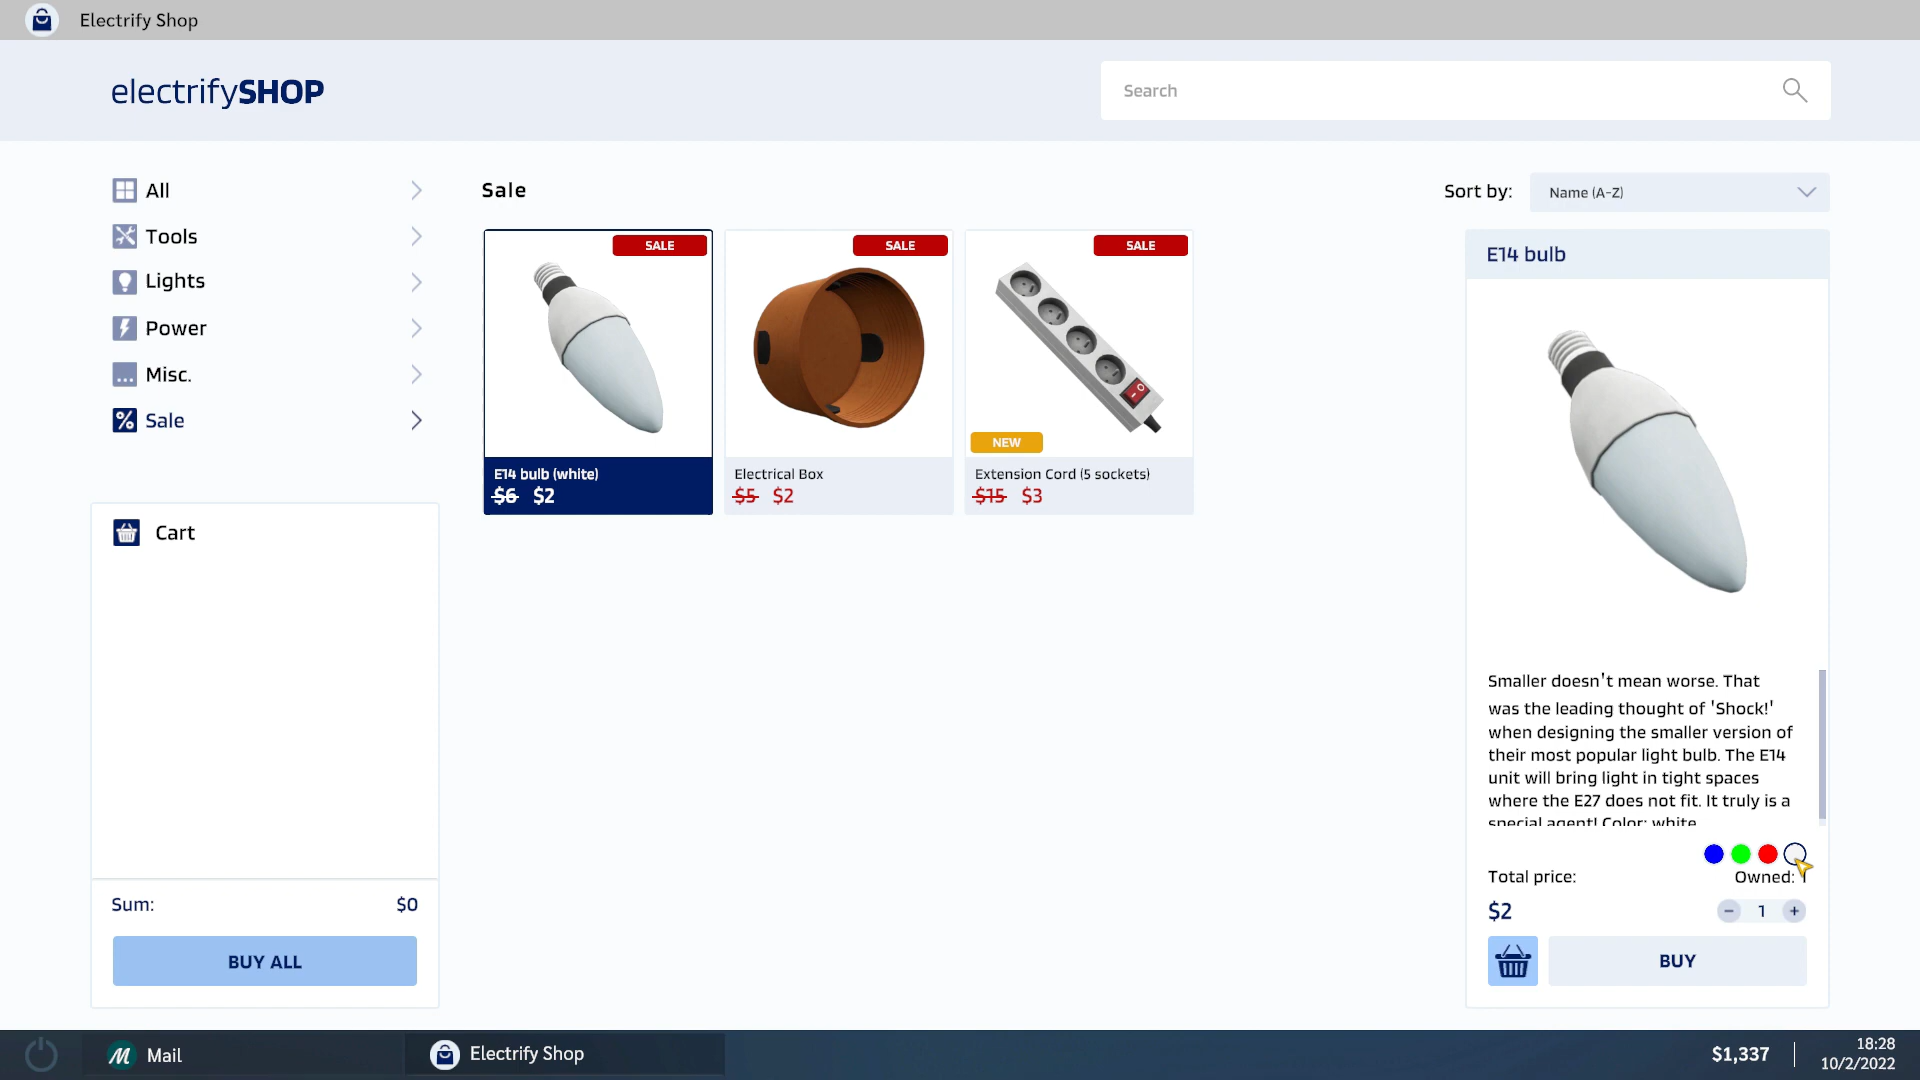 Electrify Shop
electrifySHOP
Search
All
Tools
Lights
Power
Misc.
Sale
Sale
Sort by:
Name (A-Z)
SALE
E14 bulb (white)
$6 $2
SALE
Electrical Box
$5 $2
SALE
NEW
Extension Cord (5 sockets)
$15 $3
E14 bulb
Smaller doesn't mean worse. That
was the leading thought of 'Shock!'
when designing the smaller version of
their most popular light bulb. The E14
unit will bring light in tight spaces
where the E27 does not fit. It truly is a
special agent! Color: white
Total price:
Owned: 1
$2
- 1 +
BUY
Cart
Sum: $0
BUY ALL
Mail
Electrify Shop
$1,337
18:28
10/2/2022